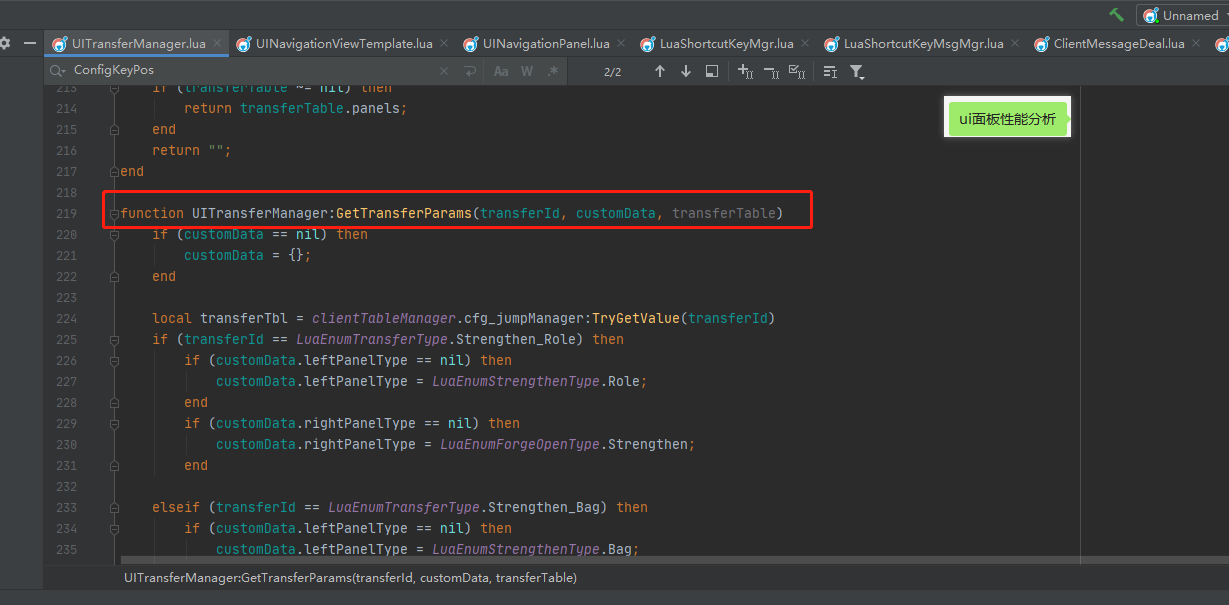 Unnamed
UITransferManager.lua UINavigationViewTemplate.lua UINavigationPanel.lua LuaShortcutKeyMgr.lua LuaShortcutKeyMsgMgr.lua ClientMessageDeal.lua
ConfigKeyPos Aa W .* 2/2
213 if (transferTable ~= nil) then
214 return transferTable.panels;
ui面板性能分析
215 end
216 return "";
217 end
218
219 function UITransferManager:GetTransferParams(transferId, customData, transferTable)
220 if (customData == nil) then
221 customData = {};
222 end
223
224 local transferTbl = clientTableManager.cfg_jumpManager:TryGetValue(transferId)
225 if (transferId == LuaEnumTransferType.Strengthen_Role) then
226 if (customData.leftPanelType == nil) then
227 customData.leftPanelType = LuaEnumStrengthenType.Role;
228 end
229 if (customData.rightPanelType == nil) then
230 customData.rightPanelType = LuaEnumForgeOpenType.Strengthen;
231 end
232
233 elseif (transferId == LuaEnumTransferType.Strengthen_Bag) then
234 if (customData.leftPanelType == nil) then
235 customData.leftPanelType = LuaEnumStrengthenType.Bag;
UITransferManager:GetTransferParams(transferId, customData, transferTable)